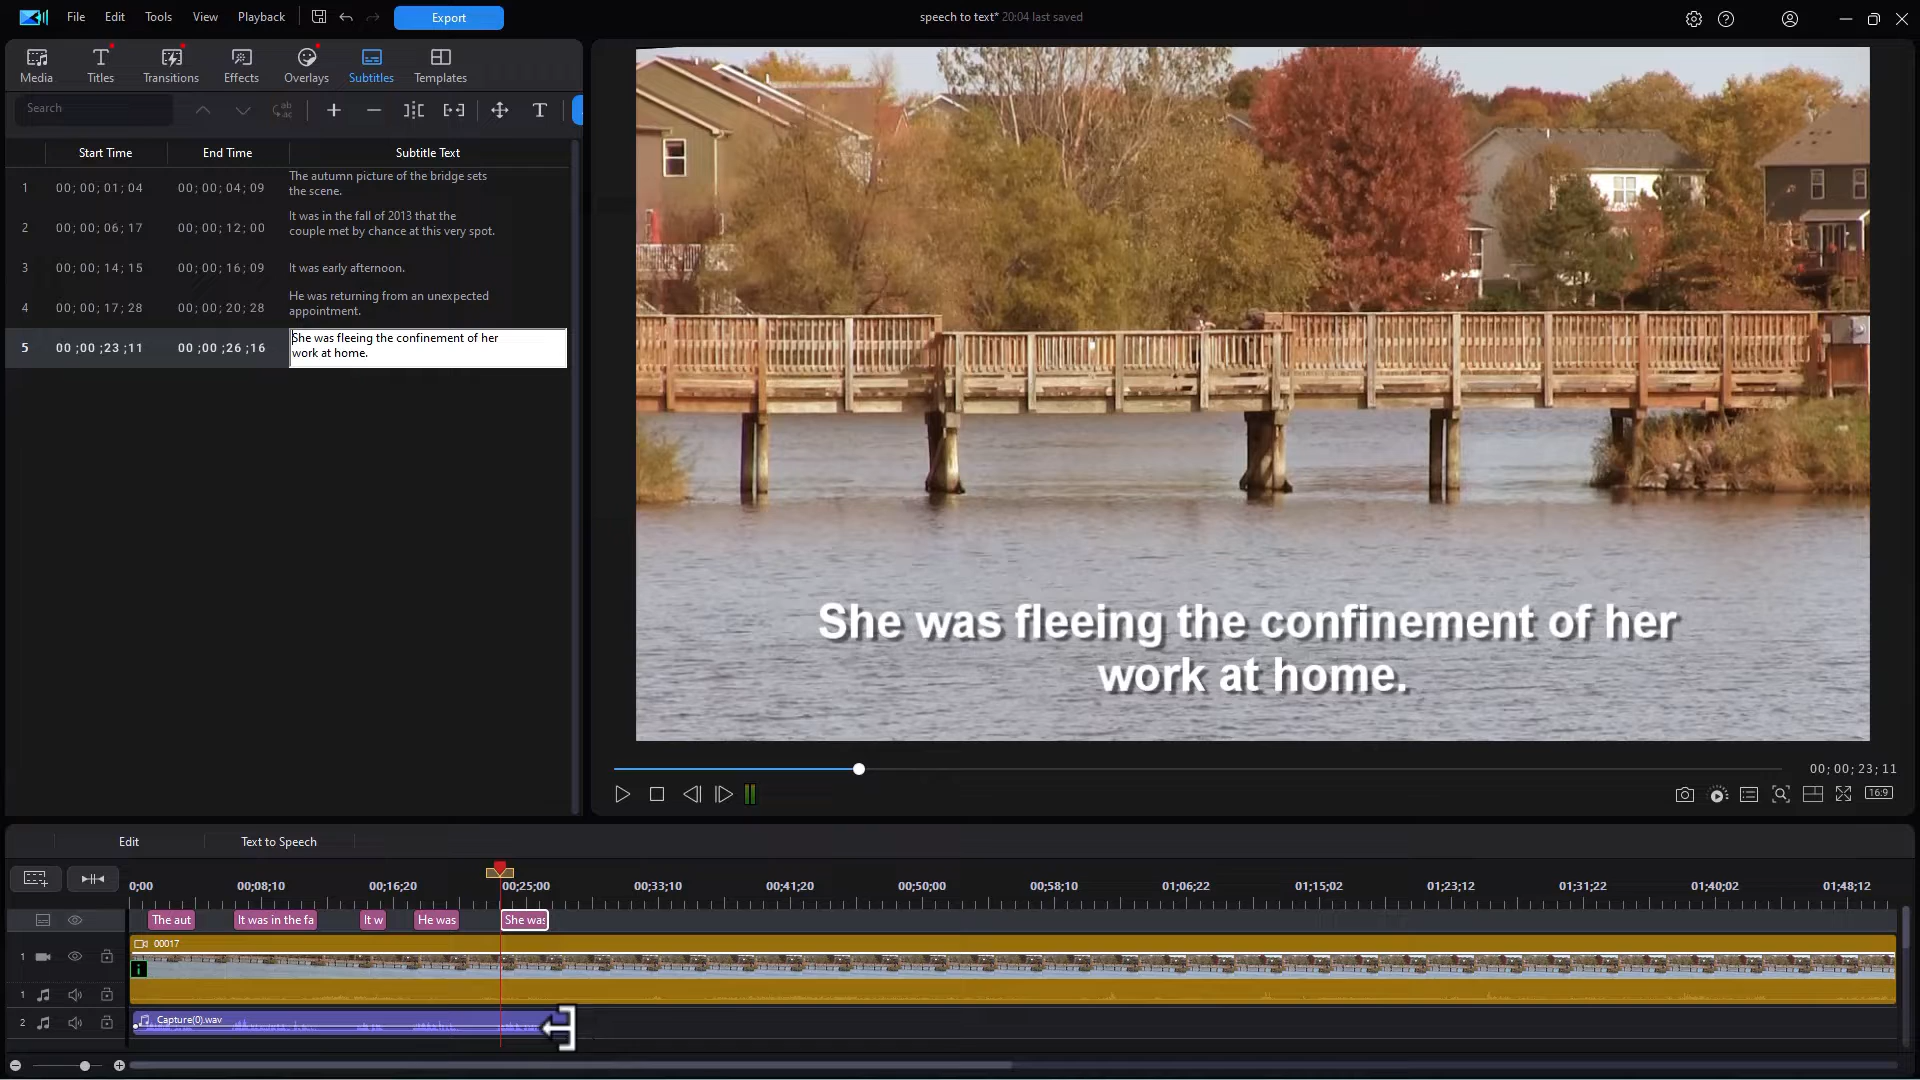 File Edit Tools View Playback Export speech to text* 20:04 last saved
Media Titles Transitions Effects Overlays Subtitles Templates
Search
Start Time End Time Subtitle Text
1 00; 00; 01; 04 00; 00; 04; 09 The autumn picture of the bridge sets
the scene.
2 00; 00; 06; 17 00; 00; 12; 00 It was in the fall of 2013 that the
couple met by chance at this very spot.
3 00; 00; 14; 15 00; 00; 16; 09 It was early afternoon.
4 00; 00; 17; 28 00; 00; 20; 28 He was returning from an unexpected
appointment.
5 00 ;00 ;23 ;11 00 ;00 ;26 ;16 She was fleeing the confinement of her
work at home.
She was fleeing the confinement of her
work at home.
00; 00; 23; 11
16:9
Edit Text to Speech
0;00 00;08;10 00;16;20 00;25;00 00;33;10 00;41;20 00;50;00 00;58;10 01;06;22 01;15;02 01;23;12 01;31;22 01;40;02 01;48;12
The aut It was in the fa It w He was She was
00017
1
i
1
2 Capture(0).wav